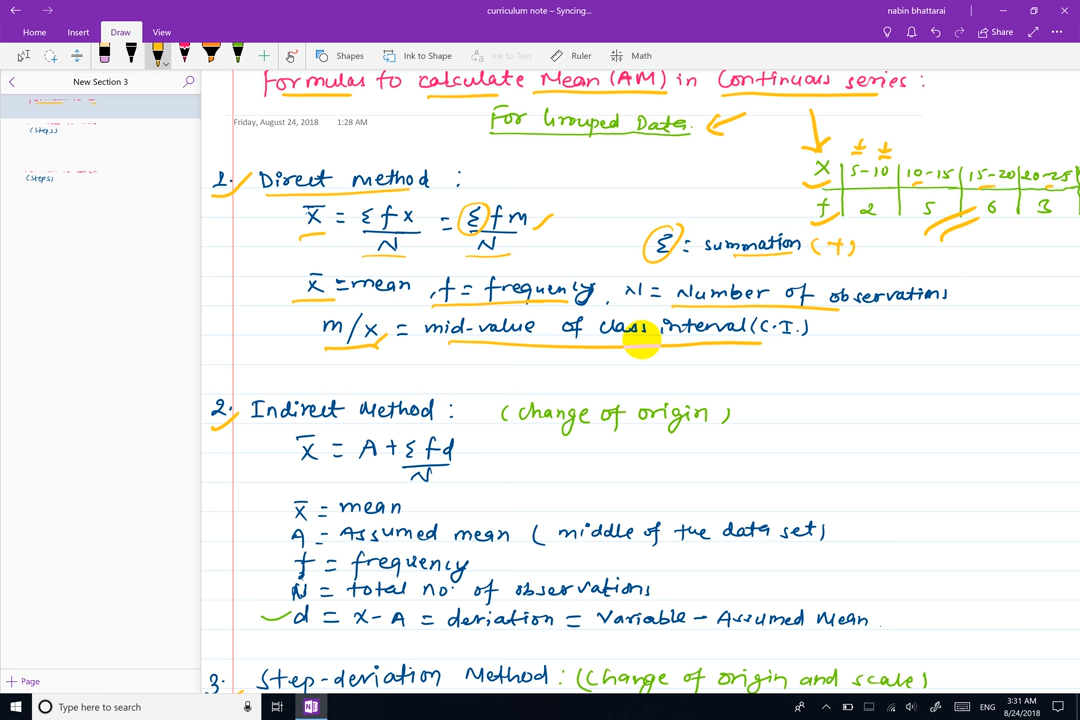 curriculum note – Syncing...
nabin bhattarai
Home Insert Draw View
Share
Shapes Ink to Shape Ink to Text Ruler Math
New Section 3
(Steps)
(Steps)
Page
Formulas to calculate Mean (AM) in Continuous series :
Friday, August 24, 2018 1:28 AM
For Grouped Data
X 5-10 10-15 15-20 20-25
f 2 5 6 3
1. Direct method :
X̄ = Σfx/N = Σfm/N
Σ = summation (+)
X̄ = mean, f = frequency, N = Number of observations
m/x = mid-value of class interval (C.I.)
2. Indirect Method : (change of origin)
X̄ = A + Σfd/N
X̄ = mean
A = Assumed mean (middle of the data set)
f = frequency
N = total no. of observations
d = X - A = deviation = Variable - Assumed Mean.
3. Step-deviation Method : (Change of origin and scale)
Type here to search
ENG
3:31 AM
8/24/2018